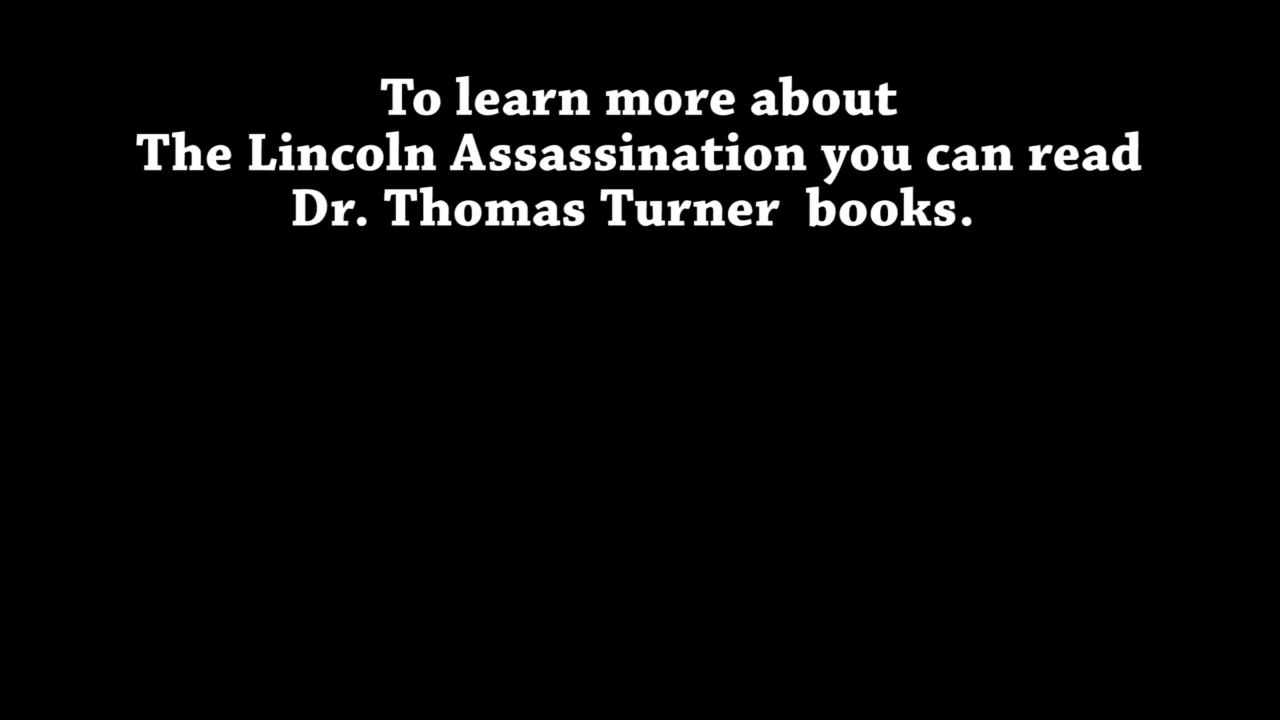 To learn more about
The Lincoln Assassination you can read
Dr. Thomas Turner  books.